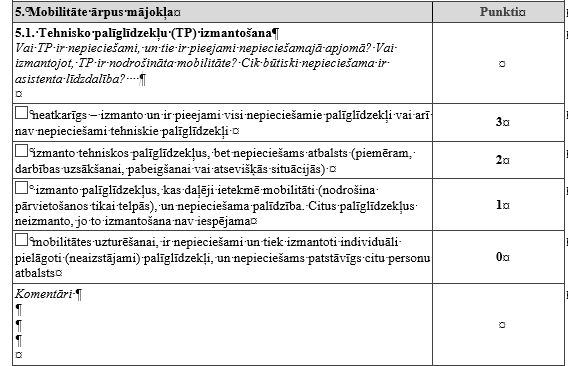 5. Mobilitāte ārpus mājokļa Punkti
5.1. Tehnisko palīglīdzekļu (TP) izmantošana
Vai TP ir nepieciešami, un tie ir pieejami nepieciešamajā apjomā? Vai
izmantojot, TP ir nodrošināta mobilitāte? Cik būtiski nepieciešama ir
asistenta līdzdalība?
neatkarīgs – izmanto un ir pieejami visi nepieciešamie palīglīdzekļi vai arī
nav nepieciešami tehniskie palīglīdzekļi 3
izmanto tehniskos palīglīdzekļus, bet nepieciešams atbalsts (piemēram,
darbības uzsākšanai, pabeigšanai vai atsevišķās situācijās) 2
izmanto palīglīdzekļus, kas daļēji ietekmē mobilitāti (nodrošina
pārvietošanos tikai telpās), un nepieciešama palīdzība. Citus palīglīdzekļus
neizmanto, jo to izmantošana nav iespējama 1
mobilitātes uzturēšanai, ir nepieciešami un tiek izmantoti individuāli
pielāgoti (neaizstājami) palīglīdzekļi, un nepieciešams patstāvīgs citu personu
atbalsts 0
Komentāri